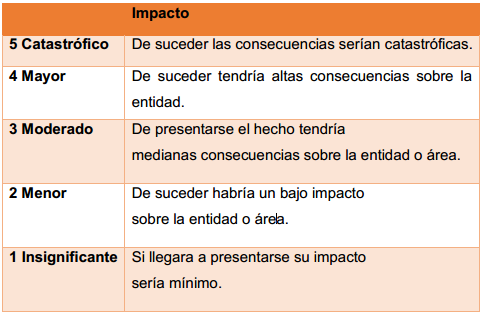 Impacto
5 Catastrófico De suceder las consecuencias serían catastróficas.
4 Mayor De suceder tendría altas consecuencias sobre la
entidad.
3 Moderado De presentarse el hecho tendría
medianas consecuencias sobre la entidad o área.
2 Menor De suceder habría un bajo impacto
sobre la entidad o área.
1 Insignificante Si llegara a presentarse su impacto
sería mínimo.